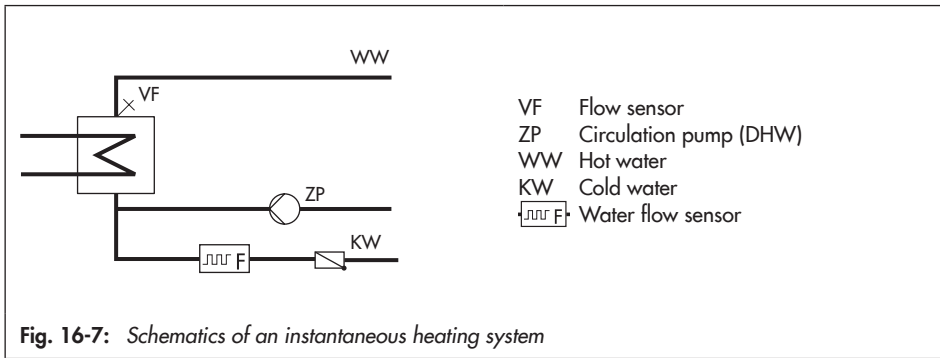 WW
VF
ZP
KW
F
VF Flow sensor
ZP Circulation pump (DHW)
WW Hot water
KW Cold water
F Water flow sensor
Fig. 16-7: Schematics of an instantaneous heating system